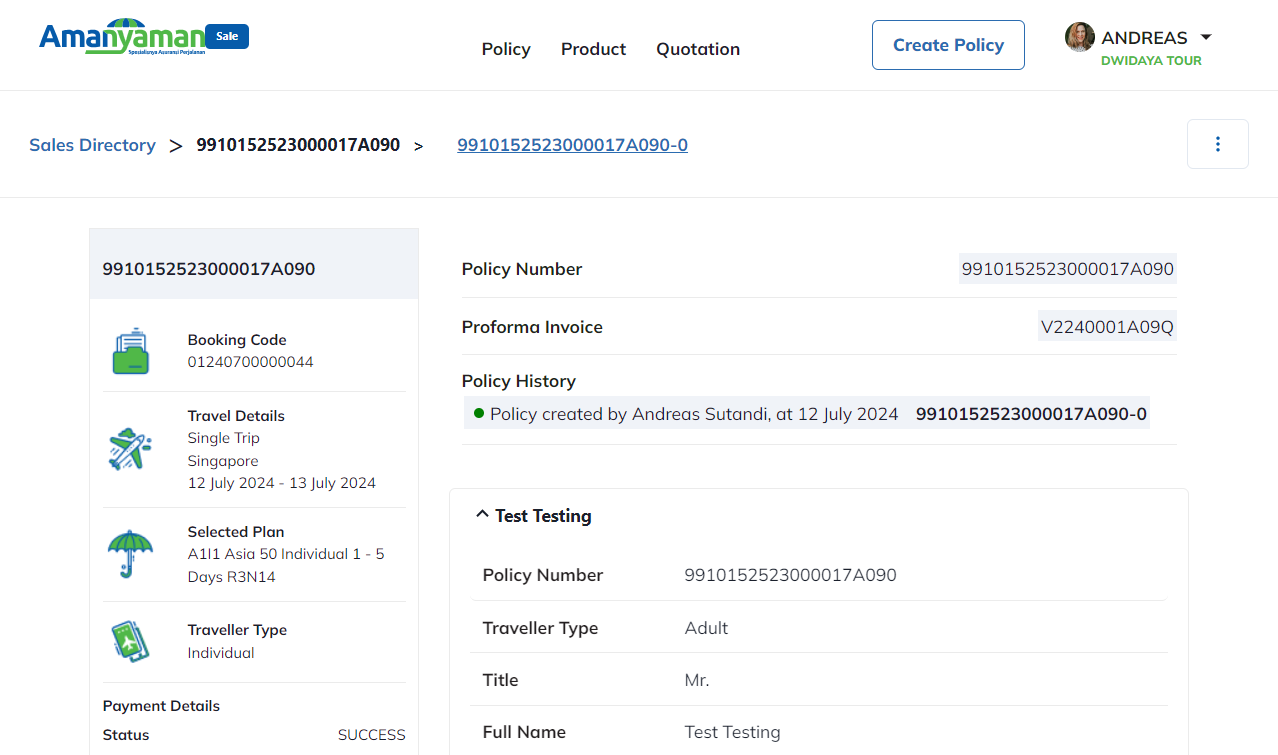 Amanyaman Sale
Spesialisnya Asuransi Perjalanan
Policy Product Quotation
Create Policy
ANDREAS
DWIDAYA TOUR
Sales Directory > 9910152523000017A090 > 9910152523000017A090-0
9910152523000017A090
Booking Code
01240700000044
Travel Details
Single Trip
Singapore
12 July 2024 - 13 July 2024
Selected Plan
A1I1 Asia 50 Individual 1 - 5
Days R3N14
Traveller Type
Individual
Payment Details
Status SUCCESS
Policy Number 9910152523000017A090
Proforma Invoice V2240001A09Q
Policy History
Policy created by Andreas Sutandi, at 12 July 2024 9910152523000017A090-0
Test Testing
Policy Number 9910152523000017A090
Traveller Type Adult
Title Mr.
Full Name Test Testing